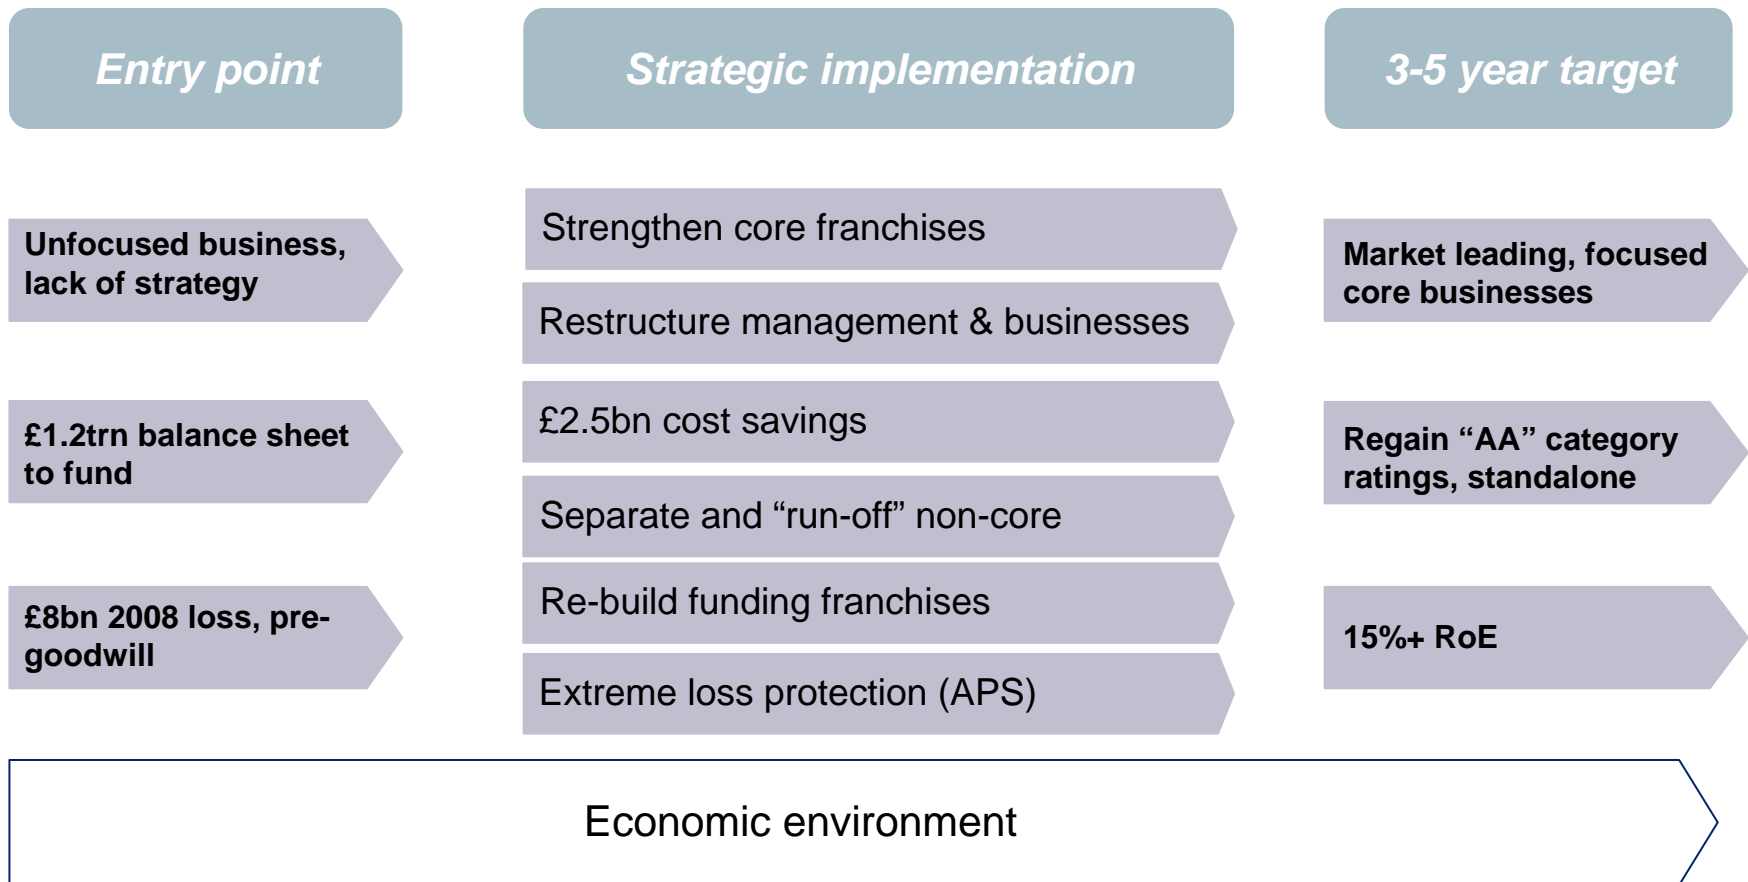 Entry point
Strategic implementation
3-5 year target
Unfocused business,
lack of strategy
£1.2trn balance sheet
to fund
£8bn 2008 loss, pre-
goodwill
Strengthen core franchises
Restructure management & businesses
£2.5bn cost savings
Separate and “run-off” non-core
Re-build funding franchises
Extreme loss protection (APS)
Market leading, focused
core businesses
Regain “AA” category
ratings, standalone
15%+ RoE
Economic environment